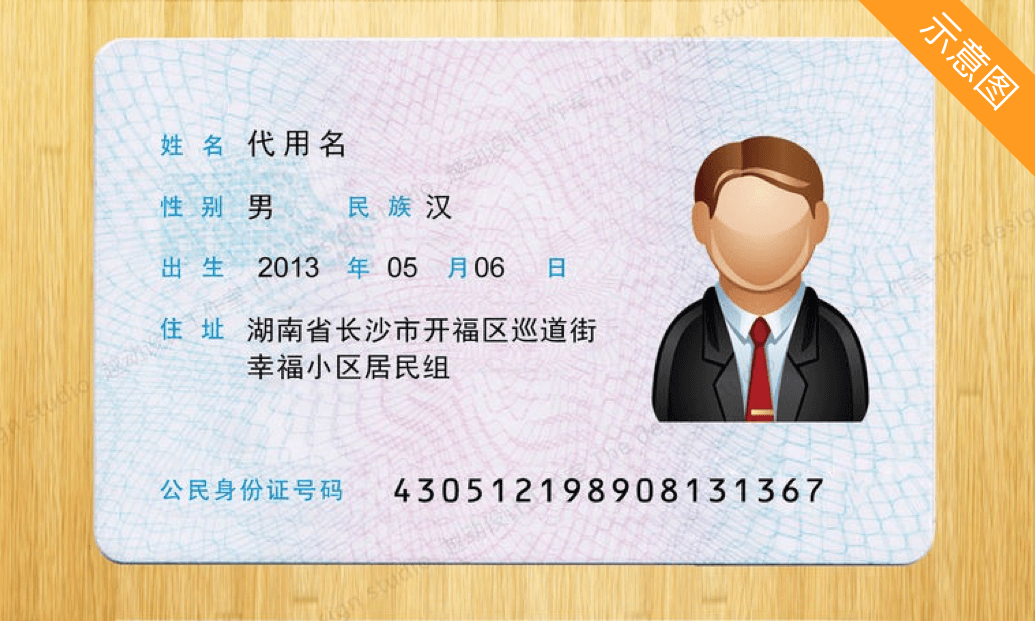 示意图
姓 名 代用名
性 别 男 民 族 汉
出 生 2013 年 05 月 06 日
住 址 湖南省长沙市开福区巡道街
幸福小区居民组
公民身份证号码 430512198908131367